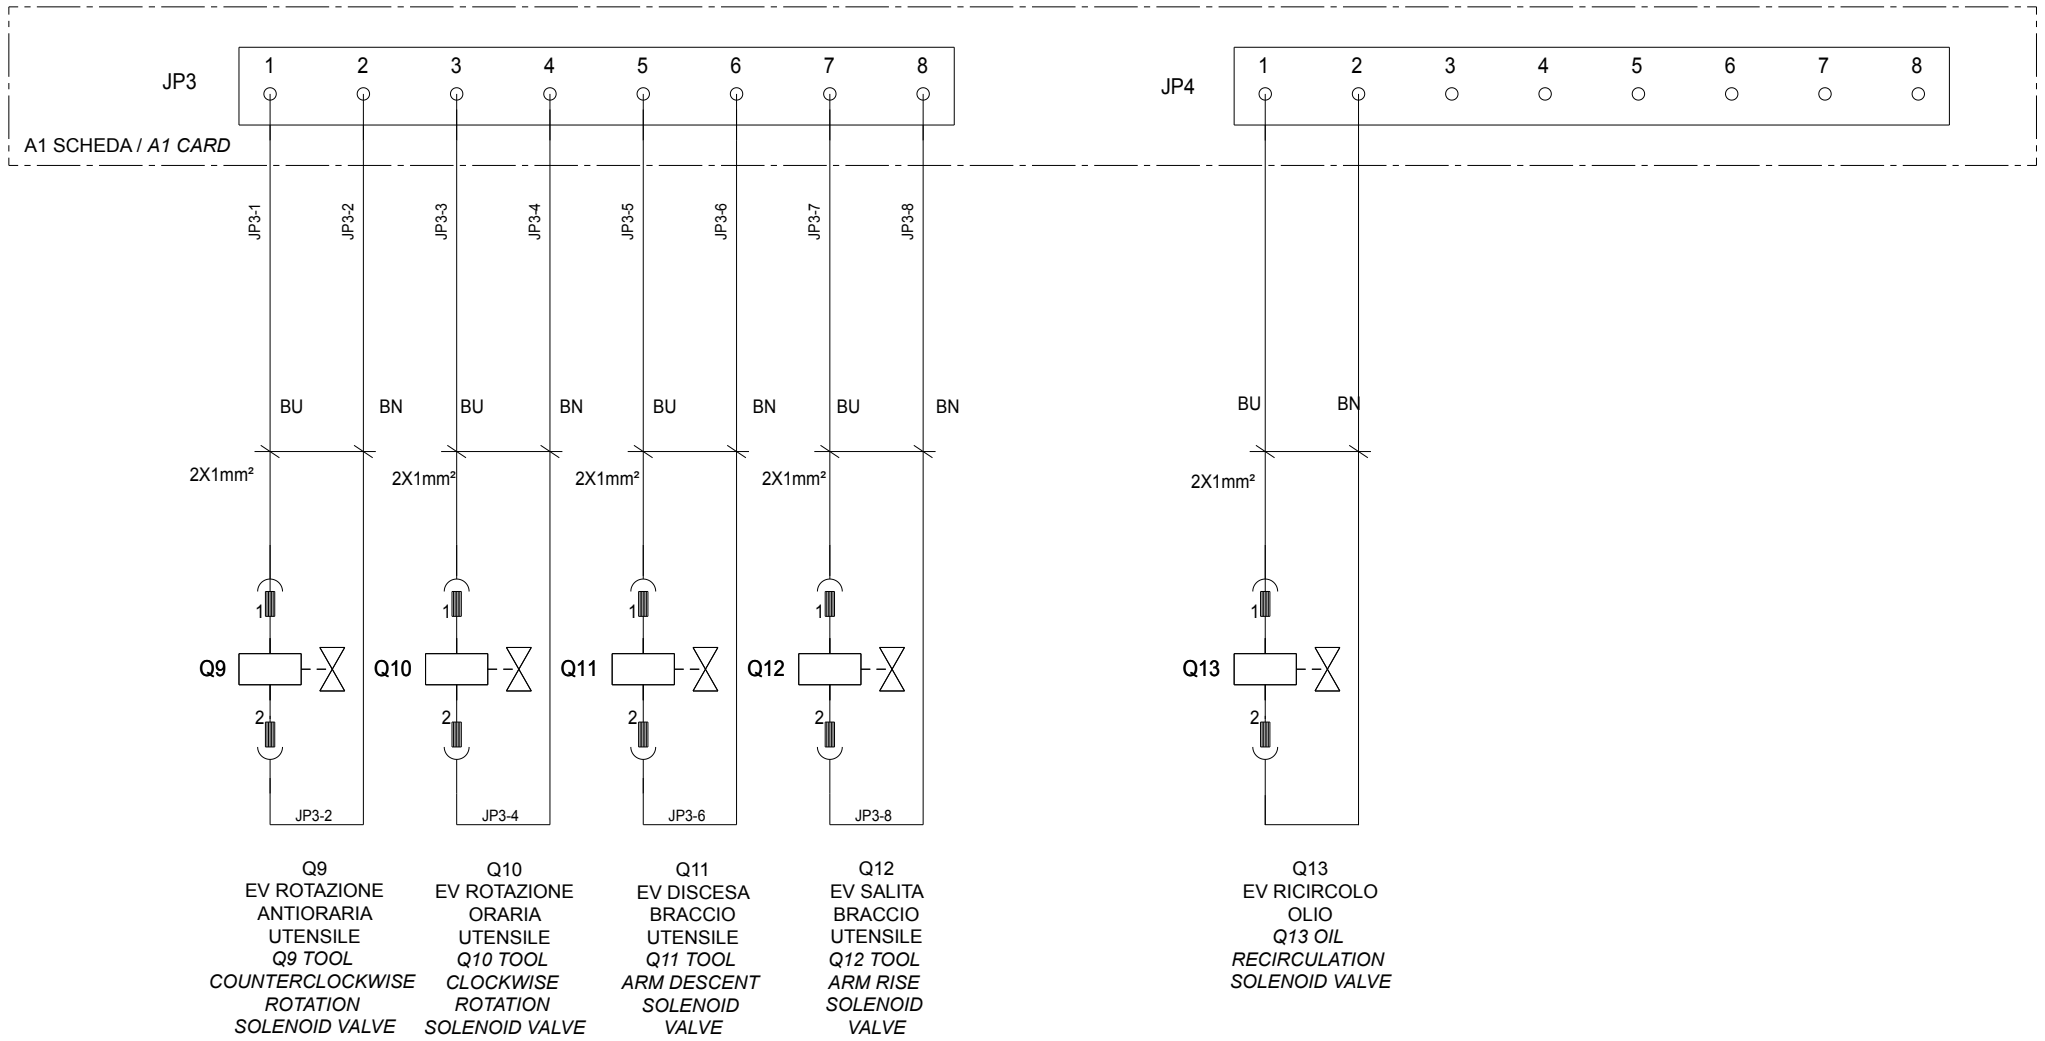 1 2 3 4 5 6 7 8
JP3
1 2 3 4 5 6 7 8
JP4
A1 SCHEDA / A1 CARD
JP3-1
JP3-2
JP3-3
JP3-4
JP3-5
JP3-6
JP3-7
JP3-8
BU BN BU BN BU BN BU BN
BU BN
2X1mm²
2X1mm²
2X1mm²
2X1mm²
2X1mm²
1 1 1 1 1
Q9 Q10 Q11 Q12 Q13
2 2 2 2 2
JP3-2 JP3-4 JP3-6 JP3-8
Q9
EV ROTAZIONE
ANTIORARIA
UTENSILE
Q9 TOOL
COUNTERCLOCKWISE
ROTATION
SOLENOID VALVE
Q10
EV ROTAZIONE
ORARIA
UTENSILE
Q10 TOOL
CLOCKWISE
ROTATION
SOLENOID VALVE
Q11
EV DISCESA
BRACCIO
UTENSILE
Q11 TOOL
ARM DESCENT
SOLENOID
VALVE
Q12
EV SALITA
BRACCIO
UTENSILE
Q12 TOOL
ARM RISE
SOLENOID
VALVE
Q13
EV RICIRCOLO
OLIO
Q13 OIL
RECIRCULATION
SOLENOID VALVE